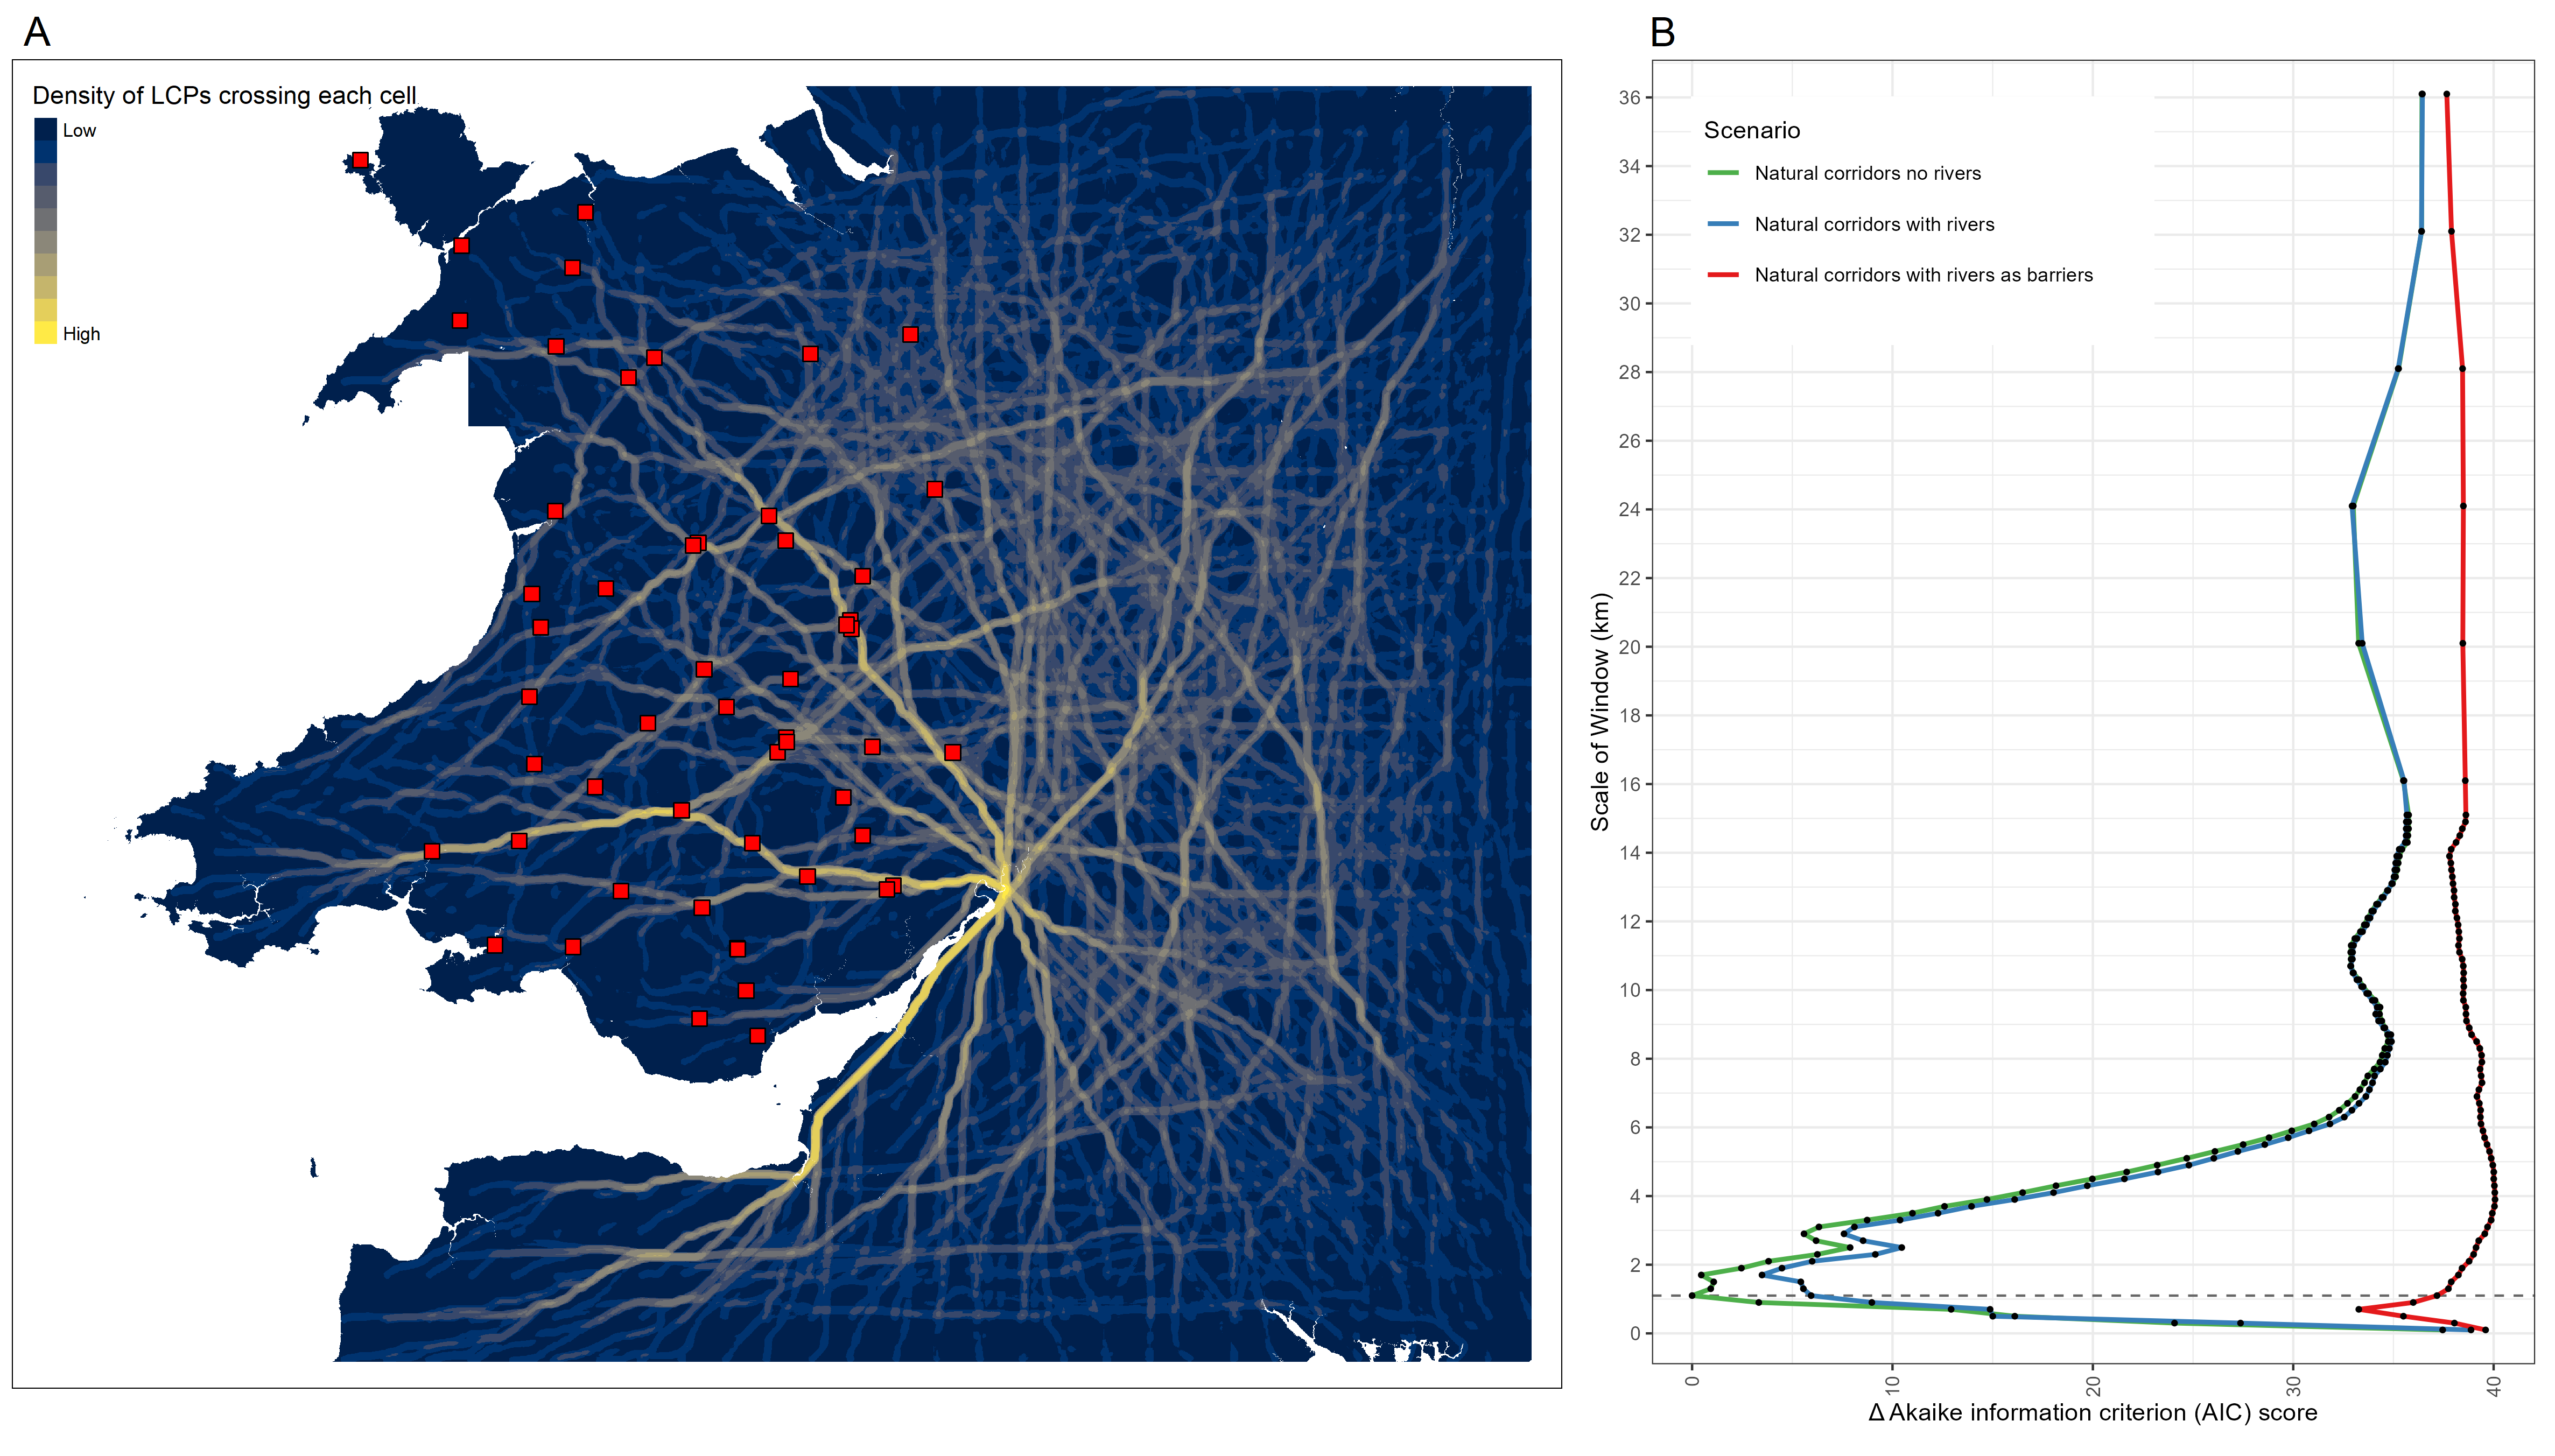 A
Density of LCPs crossing each cell
Low
High
B
Scenario
Natural corridors no rivers
Natural corridors with rivers
Natural corridors with rivers as barriers
36
34
32
30
28
26
24
22
20
18
16
14
12
10
8
6
4
2
0
Scale of Window (km)
0
10
20
30
40
Δ Akaike information criterion (AIC) score